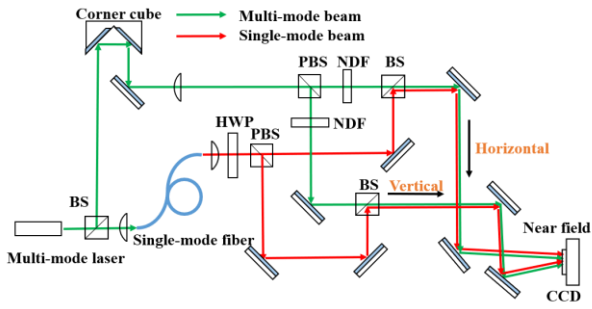 Corner cube
Multi-mode beam
Single-mode beam
PBS
NDF
BS
HWP
PBS
NDF
Horizontal
BS
BS
Vertical
Near field
Multi-mode laser
Single-mode fiber
CCD